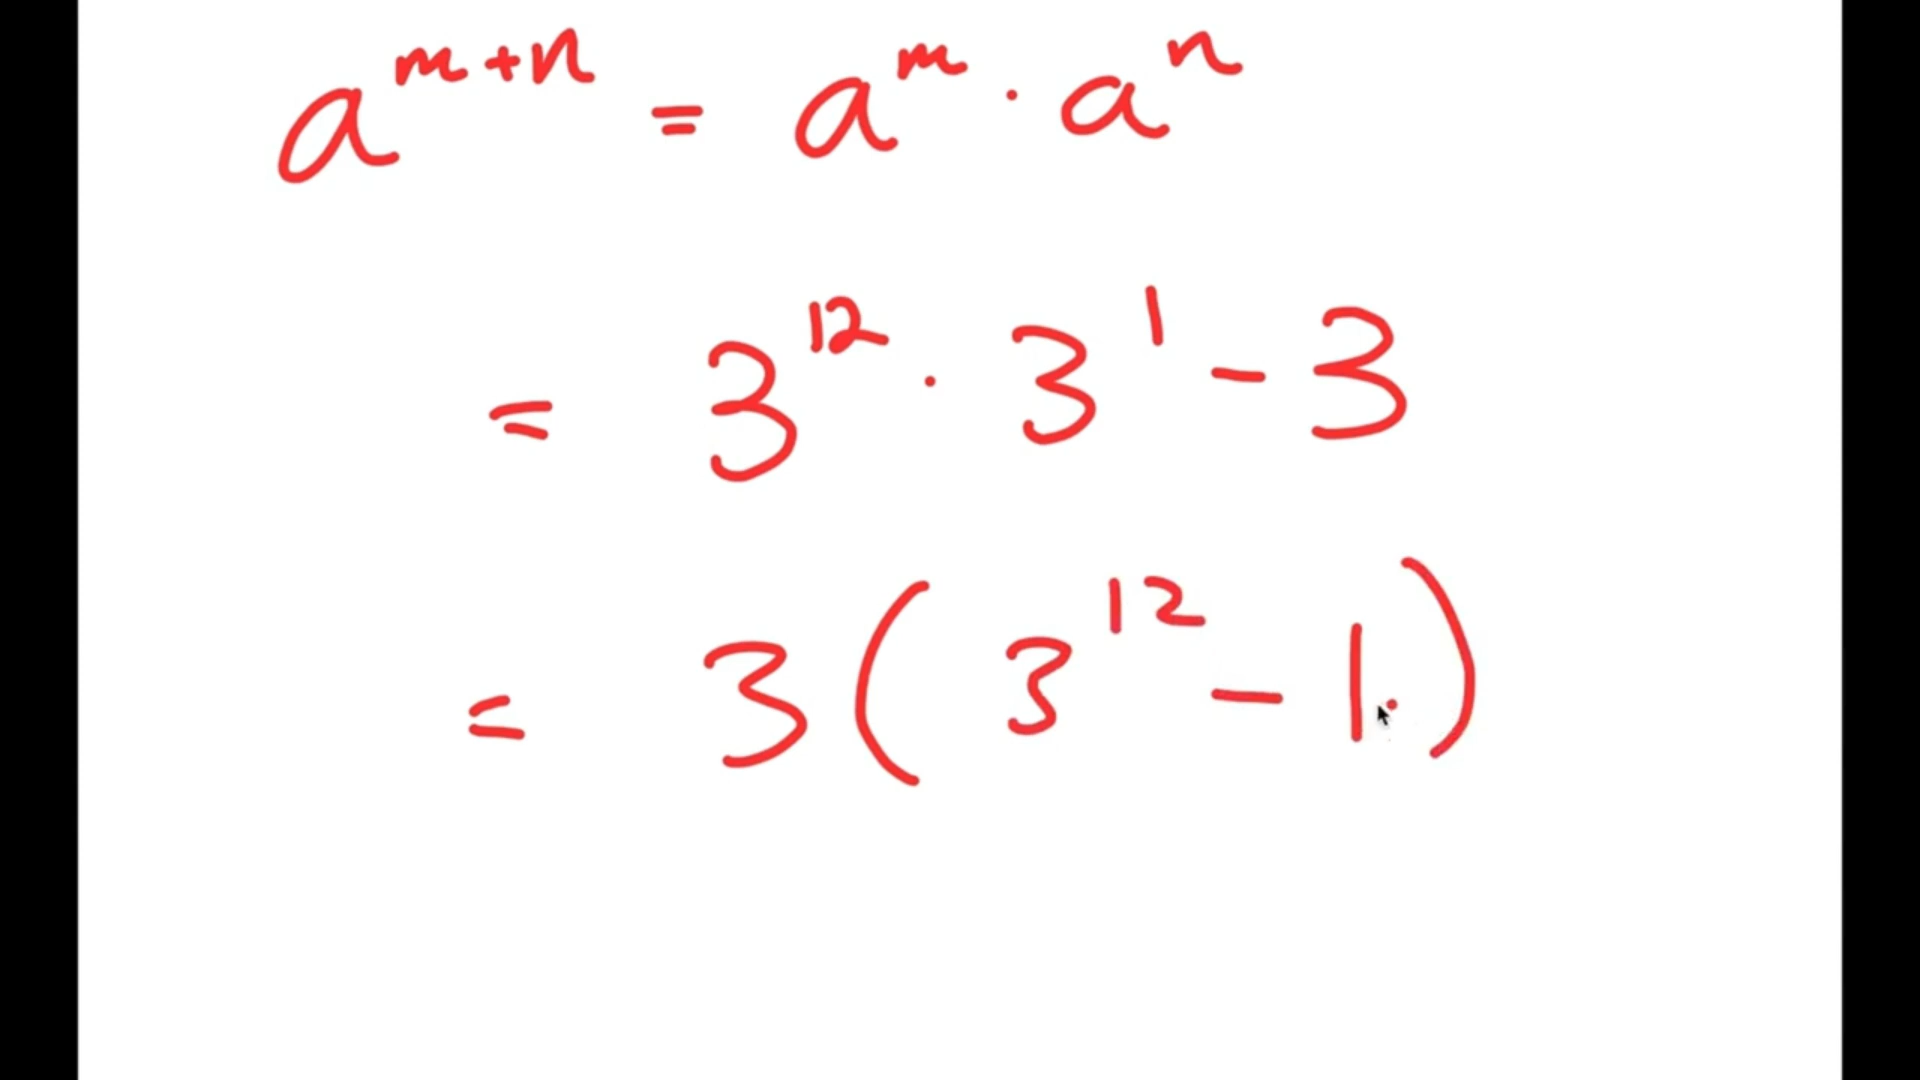 a^{m+n} = a^m · a^n
= 3^{12} · 3^1 - 3
= 3(3^{12} - 1.)